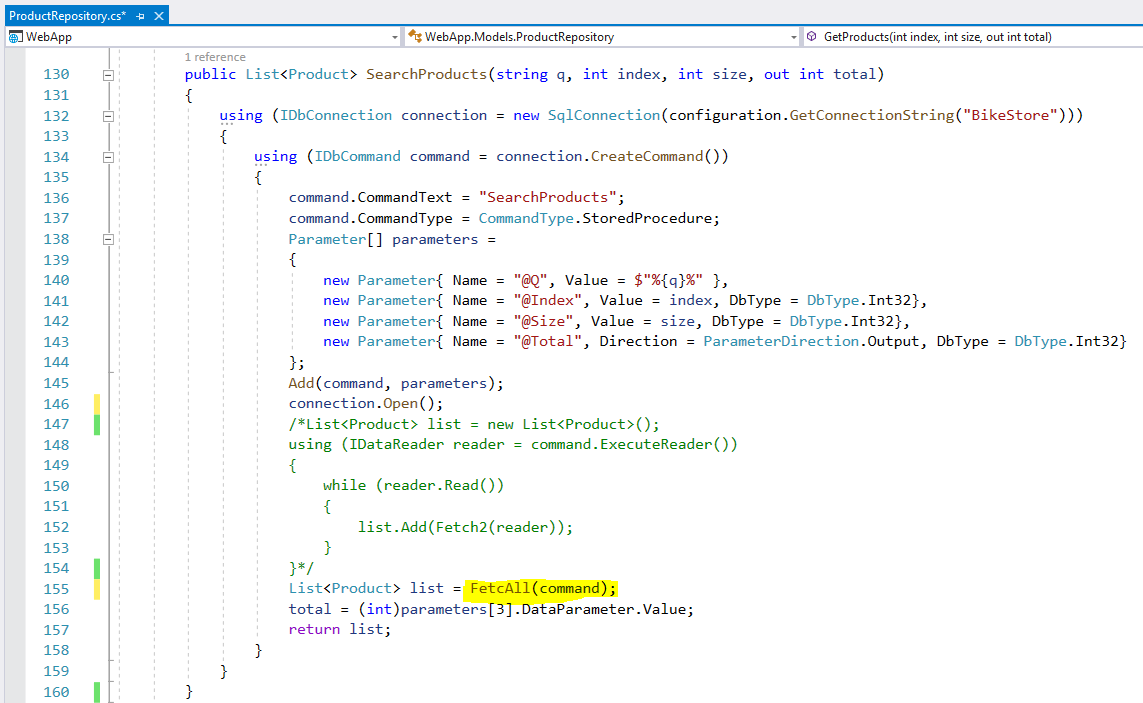 ProductRepository.cs*
WebApp WebApp.Models.ProductRepository GetProducts(int index, int size, out int total)
1 reference
130 public List<Product> SearchProducts(string q, int index, int size, out int total)
131 {
132 using (IDbConnection connection = new SqlConnection(configuration.GetConnectionString("BikeStore")))
133 {
134 using (IDbCommand command = connection.CreateCommand())
135 {
136 command.CommandText = "SearchProducts";
137 command.CommandType = CommandType.StoredProcedure;
138 Parameter[] parameters =
139 {
140 new Parameter{ Name = "@Q", Value = $"%{q}%" },
141 new Parameter{ Name = "@Index", Value = index, DbType = DbType.Int32},
142 new Parameter{ Name = "@Size", Value = size, DbType = DbType.Int32},
143 new Parameter{ Name = "@Total", Direction = ParameterDirection.Output, DbType = DbType.Int32}
144 };
145 Add(command, parameters);
146 connection.Open();
147 /*List<Product> list = new List<Product>();
148 using (IDataReader reader = command.ExecuteReader())
149 {
150 while (reader.Read())
151 {
152 list.Add(Fetch2(reader));
153 }
154 }*/
155 List<Product> list = FetcAll(command);
156 total = (int)parameters[3].DataParameter.Value;
157 return list;
158 }
159 }
160 }